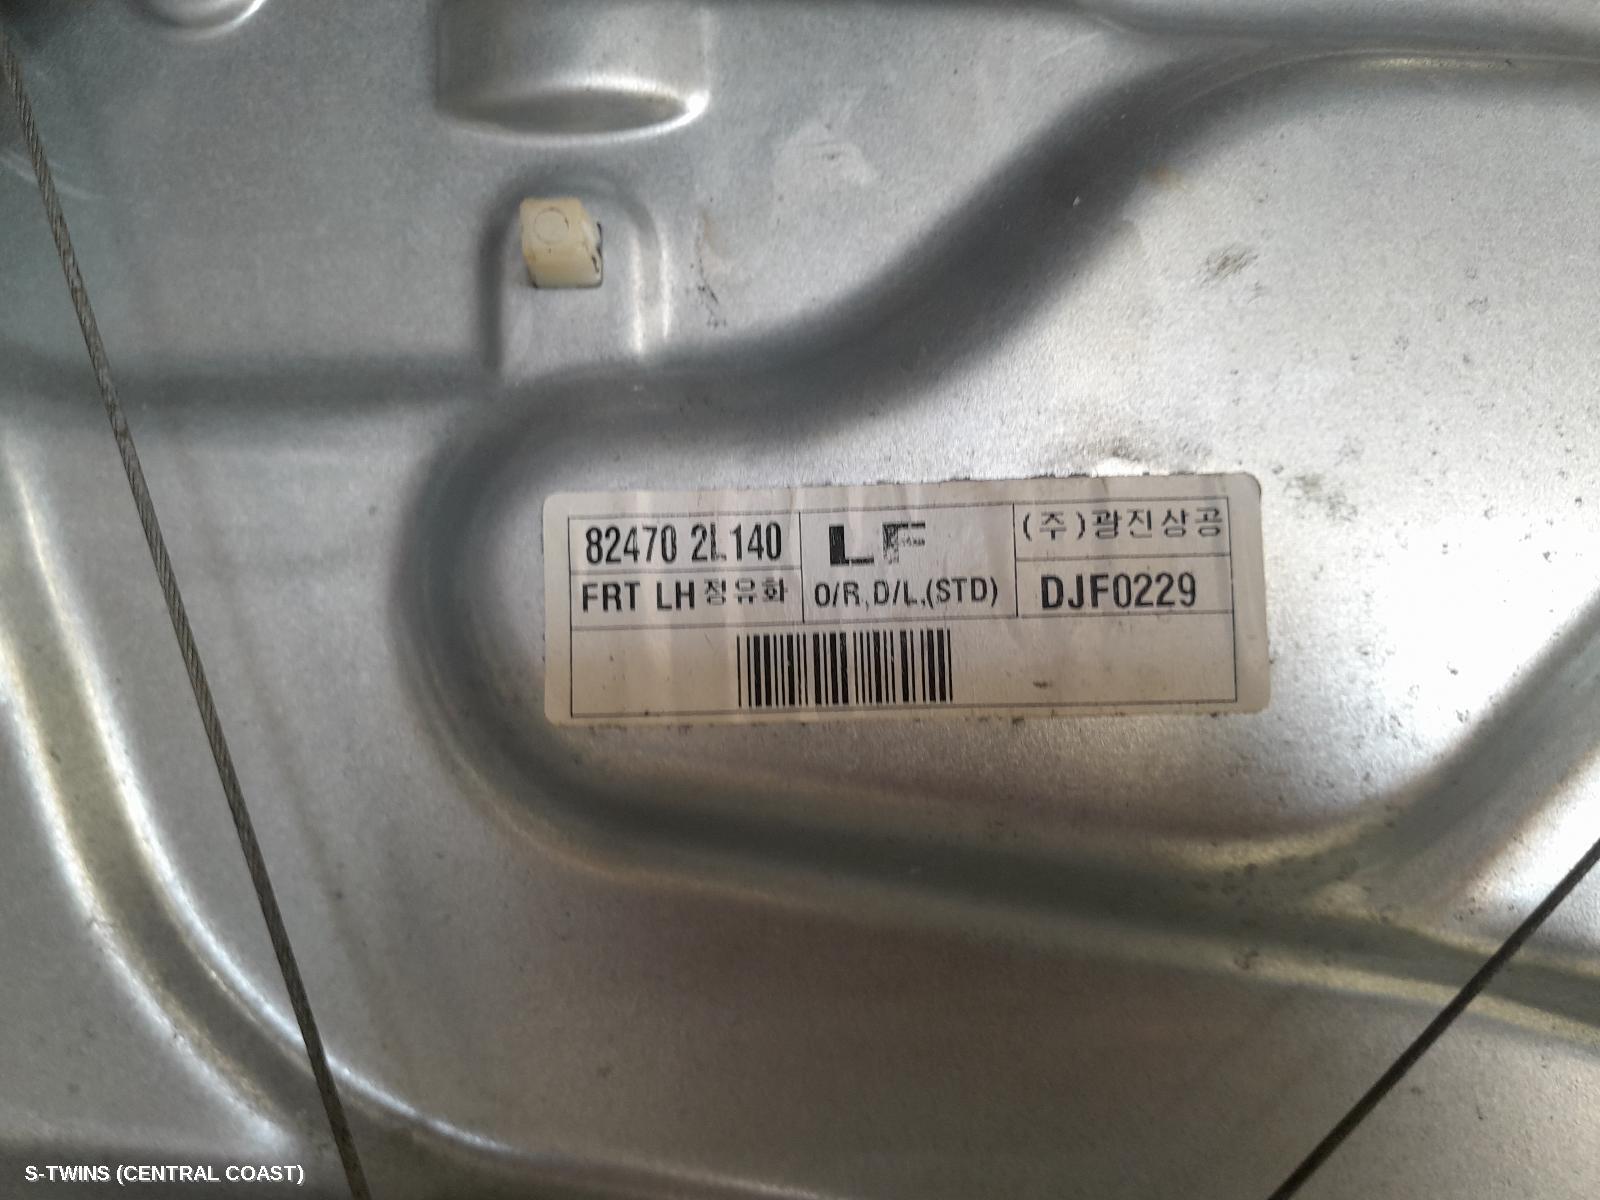 82470 2L140
LF
(주)광진상공
FRT LH 정유화
O/R, D/L,(STD)
DJF0229
S-TWINS (CENTRAL COAST)